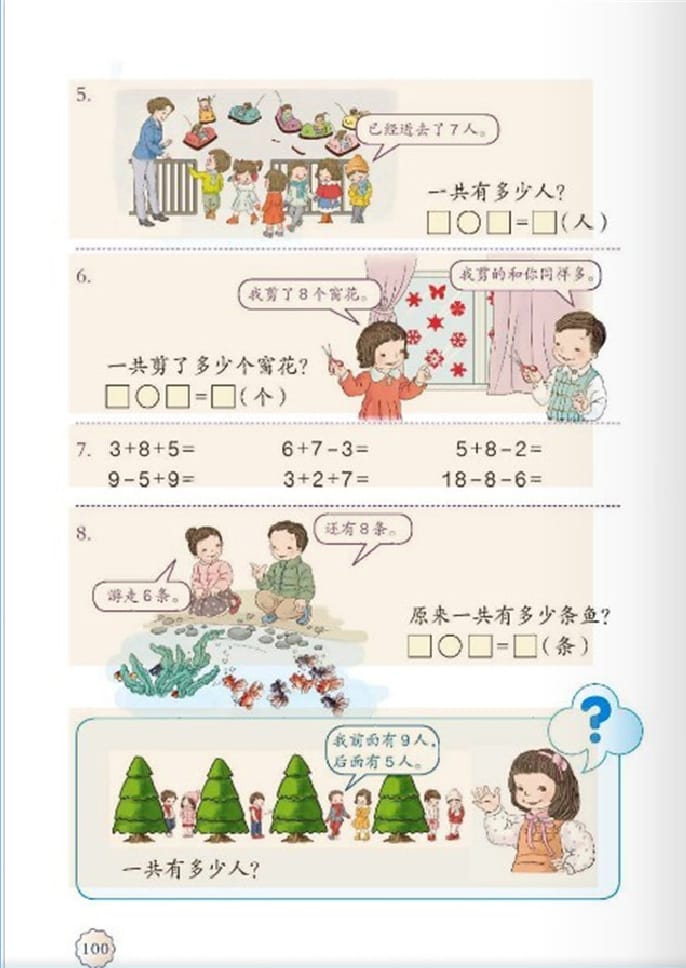 5.
已经进去了7人。
一共有多少人?
□○□=□(人)
6.
我剪了8个窗花。
我剪的和你同样多。
一共剪了多少个窗花?
□○□=□(个)
7. 3+8+5= 6+7-3= 5+8-2=
9-5+9= 3+2+7= 18-8-6=
8.
还有8条。
游走6条。
原来一共有多少条鱼?
□○□=□(条)
?
我前面有9人,
后面有5人。
一共有多少人?
100